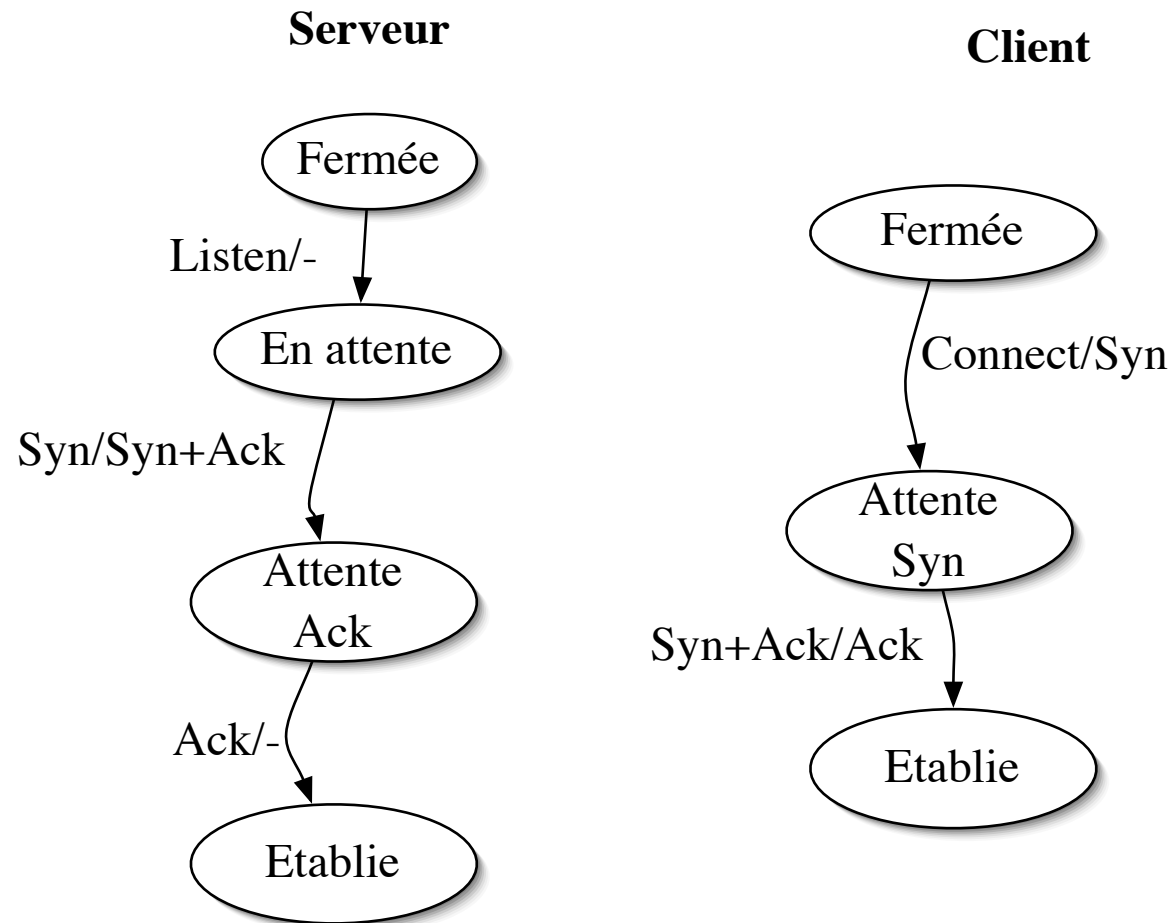 Serveur
Fermée
Listen/-
En attente
Syn/Syn+Ack
Attente
Ack
Ack/-
Etablie
Client
Fermée
Connect/Syn
Attente
Syn
Syn+Ack/Ack
Etablie